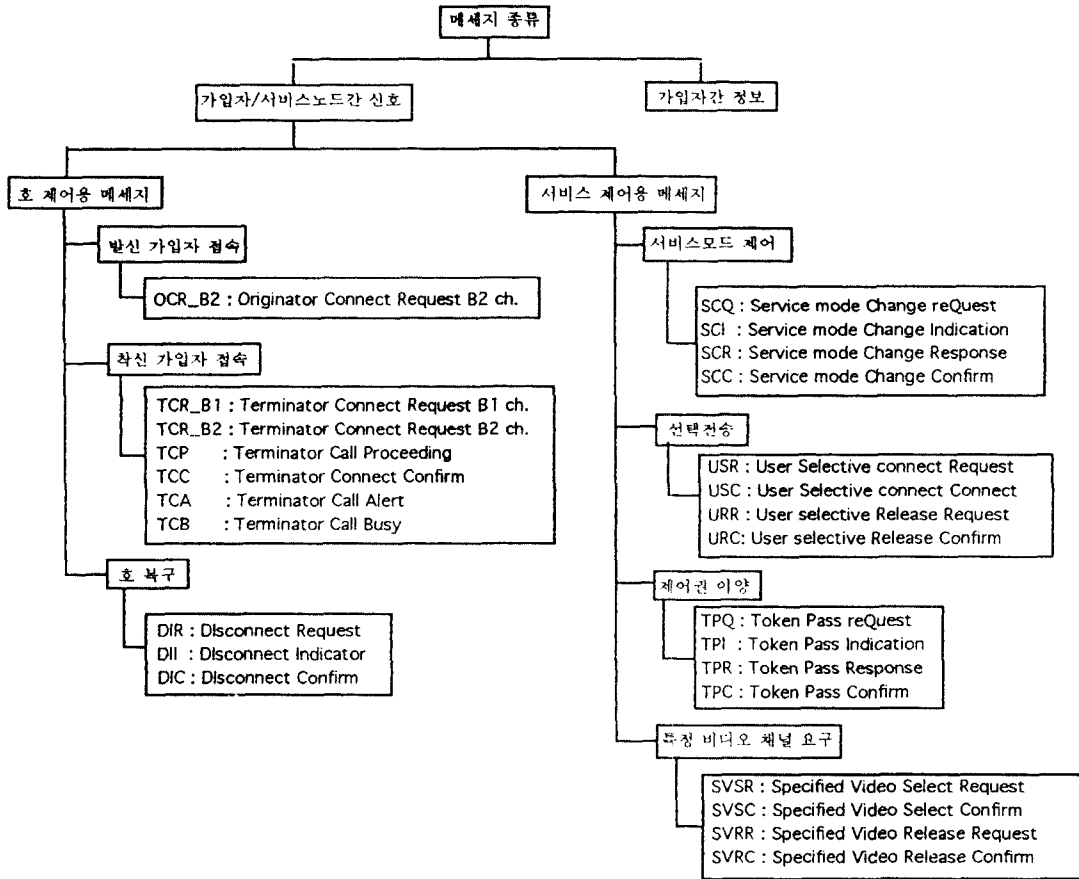 메세지 종류
가입자/서비스노드간 신호
가입자간 정보
호 제어용 메세지
발신 가입자 접속
OCR_B2 : Originator Connect Request B2 ch.
착신 가입자 접속
TCR_B1 : Terminator Connect Request B1 ch.
TCR_B2 : Terminator Connect Request B2 ch.
TCP : Terminator Call Proceeding
TCC : Terminator Connect Confirm
TCA : Terminator Call Alert
TCB : Terminator Call Busy
호 복구
DIR : DIsconnect Request
DII : DIsconnect Indicator
DIC : DIsconnect Confirm
서비스 제어용 메세지
서비스모드 제어
SCQ : Service mode Change reQuest
SCI : Service mode Change Indication
SCR : Service mode Change Response
SCC : Service mode Change Confirm
선택전송
USR : User Selective connect Request
USC : User Selective connect Connect
URR : User selective Release Request
URC: User selective Release Confirm
제어권 이양
TPQ : Token Pass reQuest
TPI : Token Pass Indication
TPR : Token Pass Response
TPC : Token Pass Confirm
특정 비디오 채널 요구
SVSR : Specified Video Select Request
SVSC : Specified Video Select Confirm
SVRR : Specified Video Release Request
SVRC : Specified Video Release Confirm